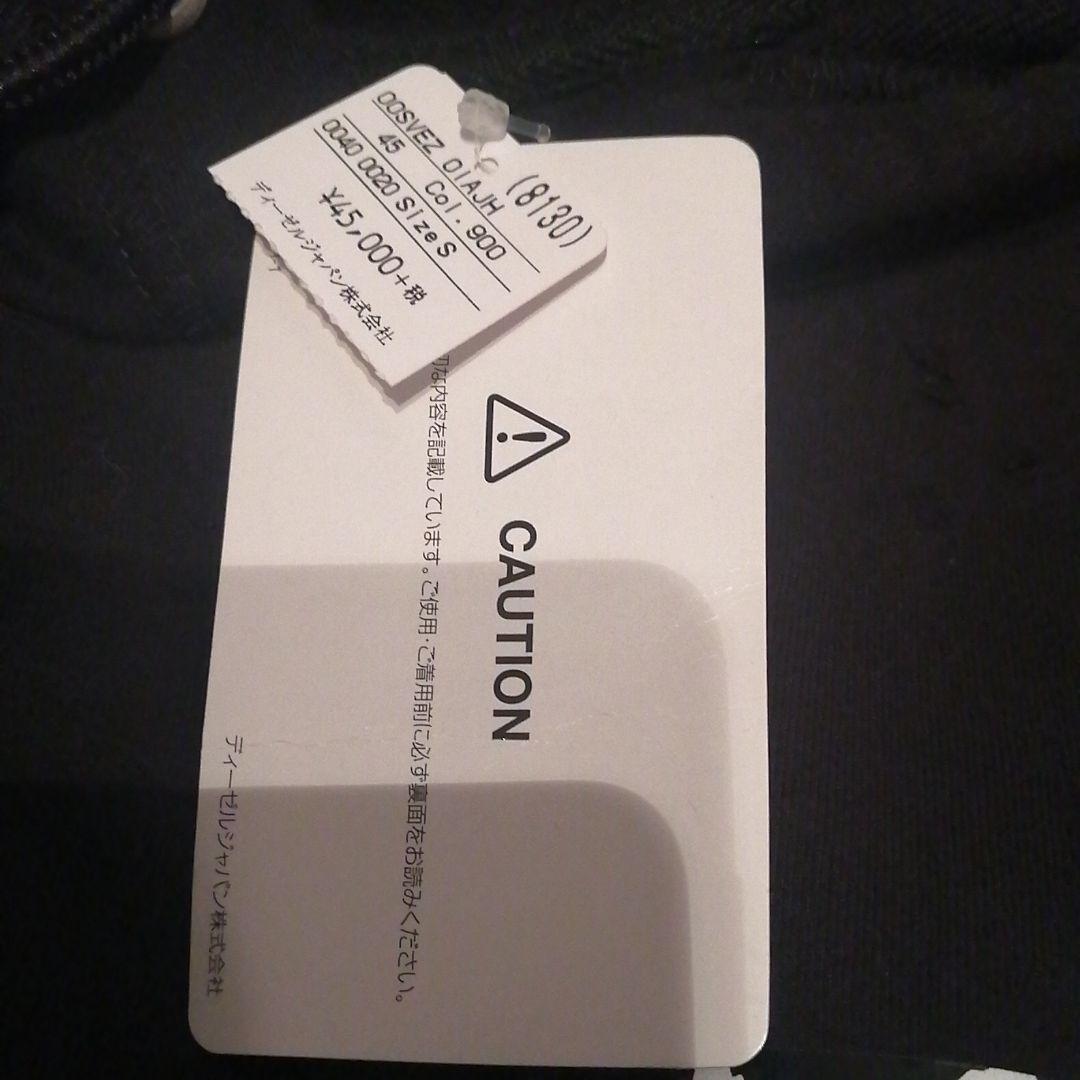 (8130)
00SVEZ 01AJH
45 Col. 900
0040 0020 Size S
¥45,000+税
ディーゼルジャパン株式会社
CAUTION
な内容を記載しています。ご使用・ご着用前に必ず裏面をお読みください。
ディーゼルジャパン株式会社